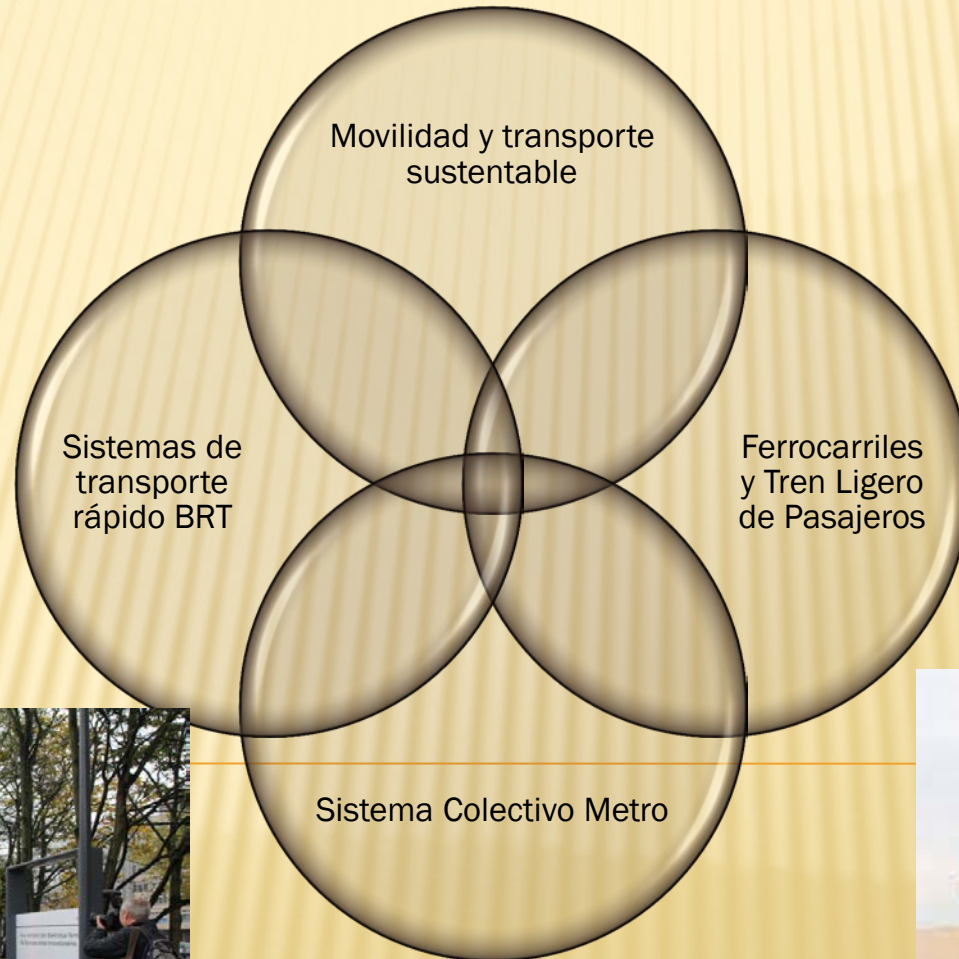 Movilidad y transporte
sustentable
Sistemas de
transporte
rápido BRT
Ferrocarriles
y Tren Ligero
de Pasajeros
Sistema Colectivo Metro